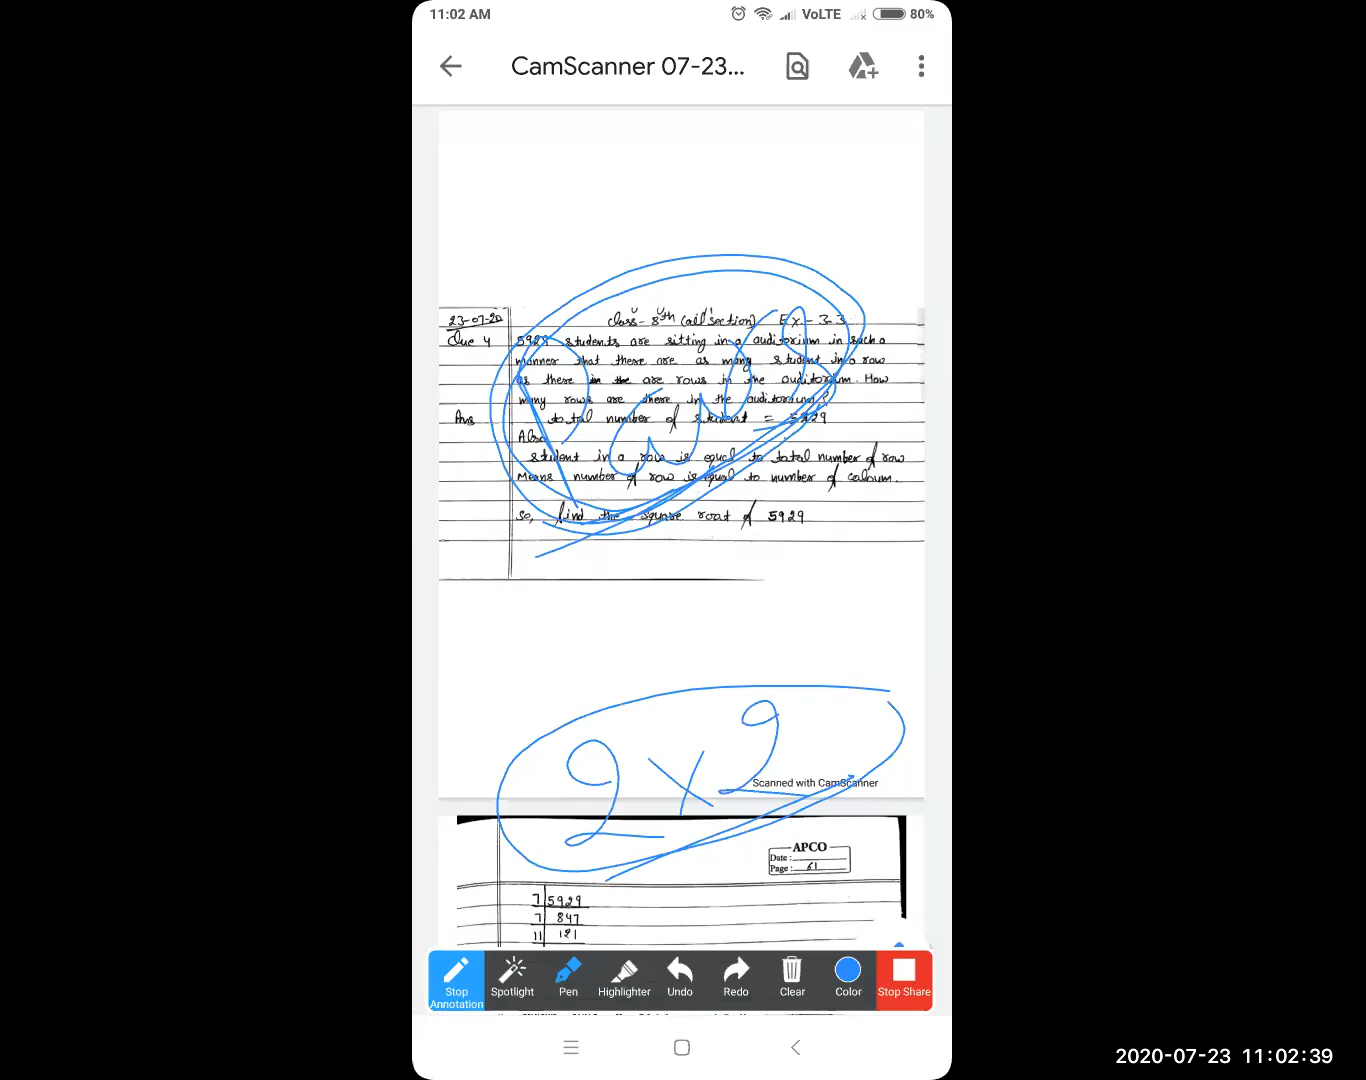 11:02 AM
VoLTE
80%
CamScanner 07-23...
23-07-20
Class - 8th (all section) Ex - 3.3
Que 4
5929 students are sitting in a auditorium in such a
manner that there are as many student in a row
as there in the are rows in the auditorium. How
many rows are there in the auditorium?
Ans
total number of student = 5929
Also
student in a row is equal to total number of row
Means number of row is equal to number of calnum.
So, find the square root of 5929
2 x 2
Scanned with CamScanner
APCO
Date :
Page : 61
7 5929
7 847
11 121
Stop Annotation
Spotlight
Pen
Highlighter
Undo
Redo
Clear
Color
Stop Share
2020-07-23 11:02:39